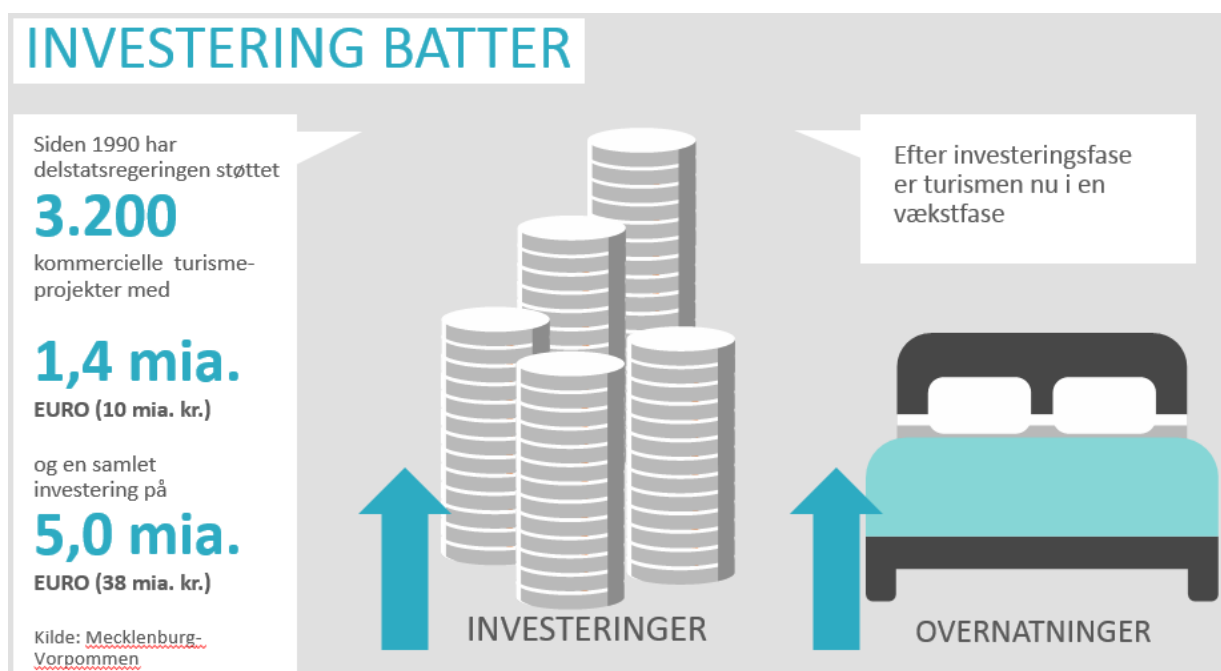 INVESTERING BATTER
Siden 1990 har
delstatsregeringen støttet
3.200
kommercielle turisme-
projekter med
1,4 mia.
EURO (10 mia. kr.)
og en samlet
investering på
5,0 mia.
EURO (38 mia. kr.)
Kilde: Mecklenburg-
Vorpommen
Efter investeringsfase
er turismen nu i en
vækstfase
INVESTERINGER
OVERNATNINGER